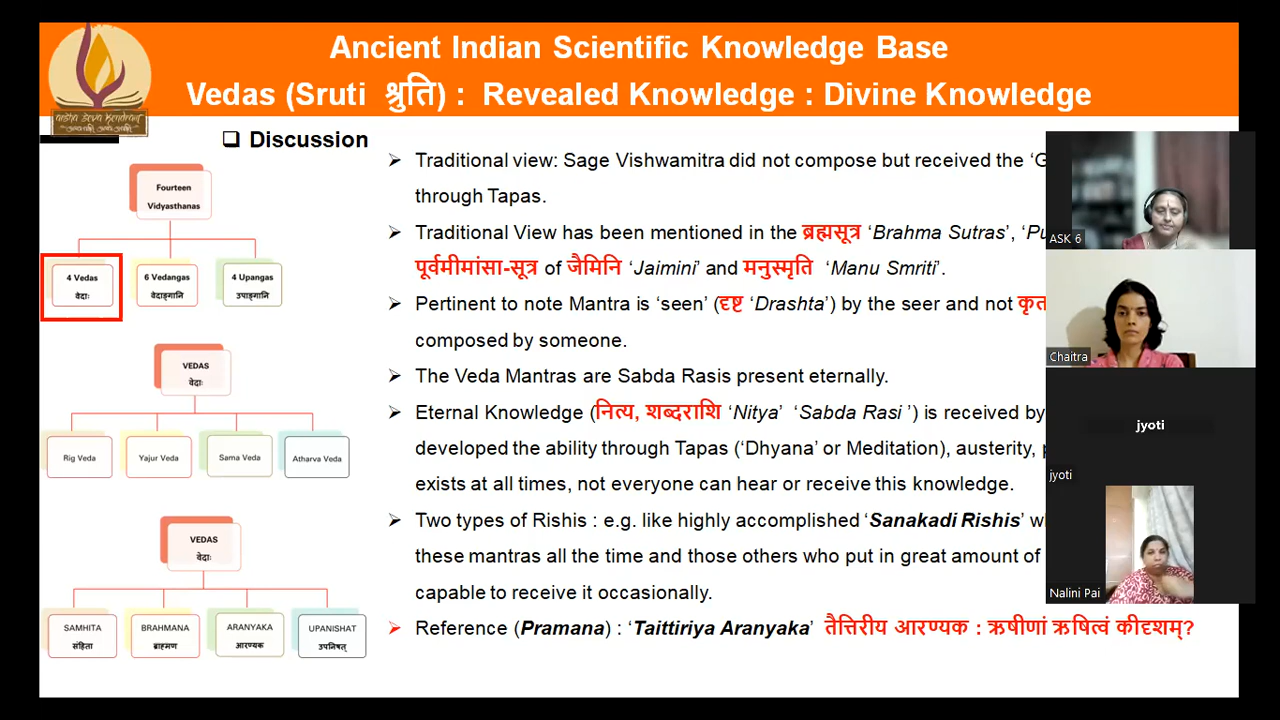 Ancient Indian Scientific Knowledge Base
Vedas (Sruti श्रुति) : Revealed Knowledge : Divine Knowledge
❑ Discussion
Fourteen
Vidyasthanas
4 Vedas
वेदाः
6 Vedangas
वेदाङ्गानि
4 Upangas
उपाङ्गानि
VEDAS
वेदाः
Rig Veda
Yajur Veda
Sama Veda
Atharva Veda
VEDAS
वेदाः
SAMHITA
संहिता
BRAHMANA
ब्राह्मण
ARANYAKA
आरण्यक
UPANISHAT
उपनिषत्
➢ Traditional view: Sage Vishwamitra did not compose but received the
through Tapas.
➢ Traditional View has been mentioned in the ब्रह्मसूत्र ‘Brahma Sutras’,
पूर्वमीमांसा-सूत्र of जैमिनि ‘Jaimini’ and मनुस्मृति ‘Manu Smriti’.
➢ Pertinent to note Mantra is ‘seen’ (दृष्ट ‘Drashta’) by the seer and not कृत
composed by someone.
➢ The Veda Mantras are Sabda Rasis present eternally.
➢ Eternal Knowledge (नित्य, शब्दराशि ‘Nitya’ ‘Sabda Rasi ’) is received by
developed the ability through Tapas (‘Dhyana’ or Meditation), austerity,
exists at all times, not everyone can hear or receive this knowledge.
➢ Two types of Rishis : e.g. like highly accomplished ‘Sanakadi Rishis’
these mantras all the time and those others who put in great amount of
capable to receive it occasionally.
➢ Reference (Pramana) : ‘Taittiriya Aranyaka’ तैत्तिरीय आरण्यक : ऋषीणां ऋषित्वं कीदृशम्?
ASK 6
Chaitra
jyoti
jyoti
Nalini Pai